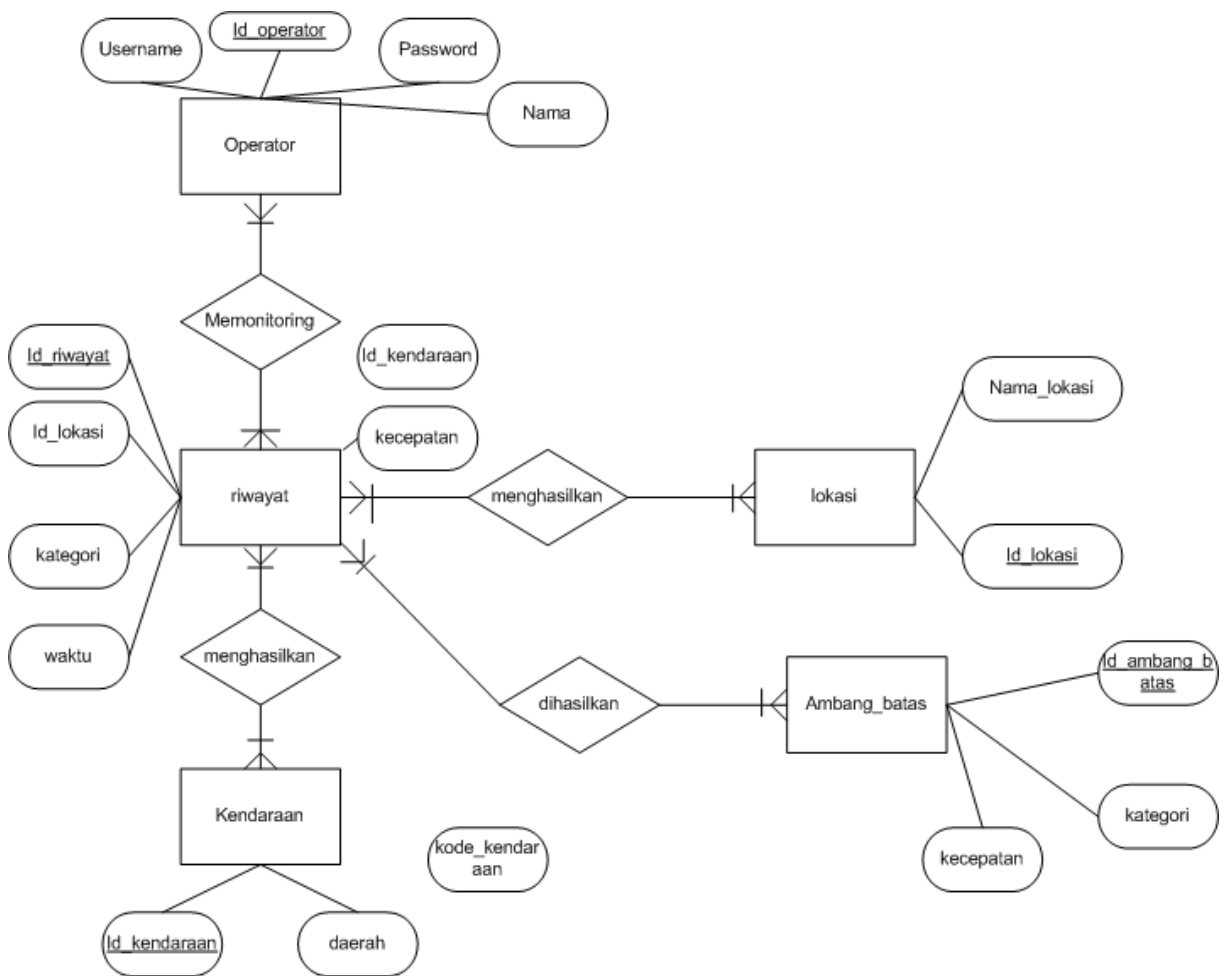 Id_operator
Username
Password
Nama
Operator
Memonitoring
Id_riwayat
Id_kendaraan
Nama_lokasi
Id_lokasi
kecepatan
riwayat
menghasilkan
lokasi
kategori
Id_lokasi
waktu
menghasilkan
Id_ambang_b
atas
dihasilkan
Ambang_batas
Kendaraan
kategori
kode_kendar
aan
kecepatan
Id_kendaraan
daerah